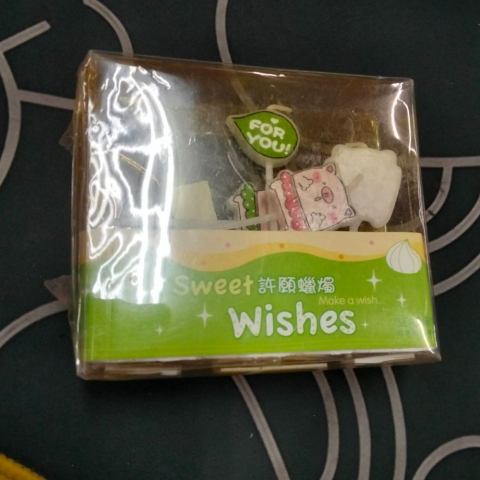 FOR
YOU!
Sweet 許願蠟燭
Make a wish...
Wishes